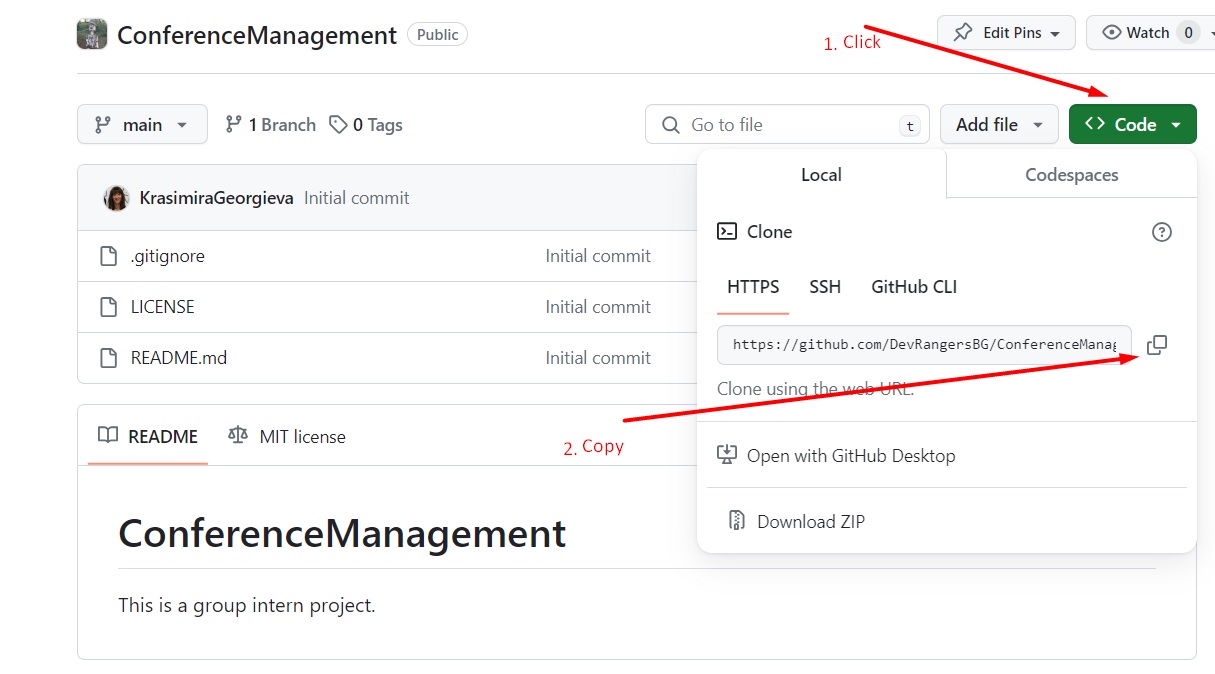 ConferenceManagement Public
1. Click
Edit Pins
Watch 0
main
1 Branch
0 Tags
Go to file
t
Add file
<> Code
Local
Codespaces
KrasimiraGeorgieva Initial commit
.gitignore Initial commit
LICENSE Initial commit
README.md Initial commit
Clone
HTTPS SSH GitHub CLI
https://github.com/DevRangersBG/ConferenceManag
Clone using the web URL.
2. Copy
Open with GitHub Desktop
Download ZIP
README
MIT license
ConferenceManagement
This is a group intern project.